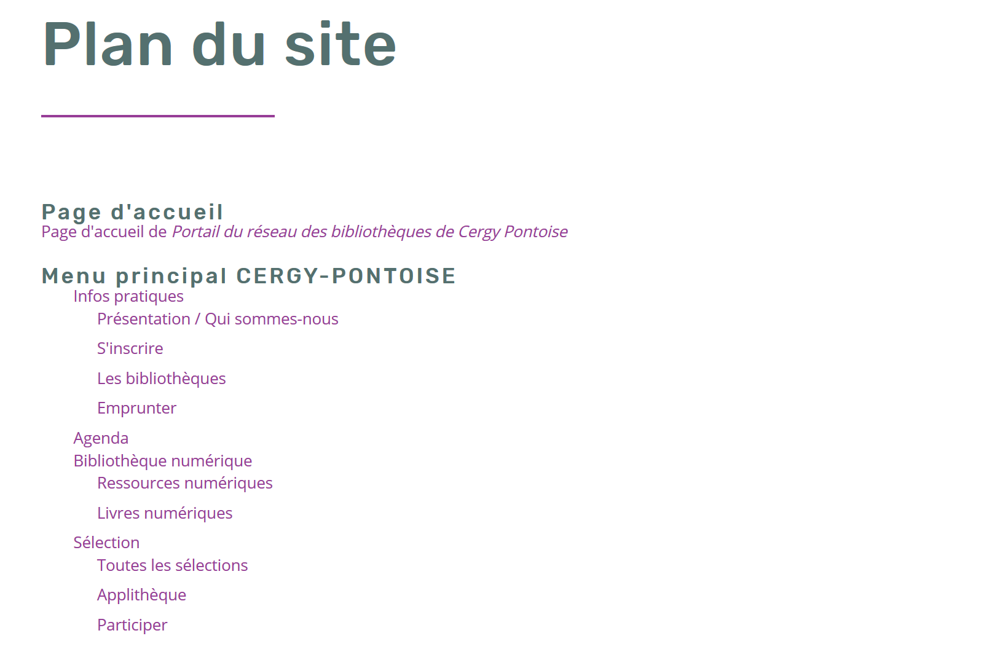 Plan du site
Page d'accueil
Page d'accueil de Portail du réseau des bibliothèques de Cergy Pontoise
Menu principal CERGY-PONTOISE
Infos pratiques
Présentation / Qui sommes-nous
S'inscrire
Les bibliothèques
Emprunter
Agenda
Bibliothèque numérique
Ressources numériques
Livres numériques
Sélection
Toutes les sélections
Applithèque
Participer